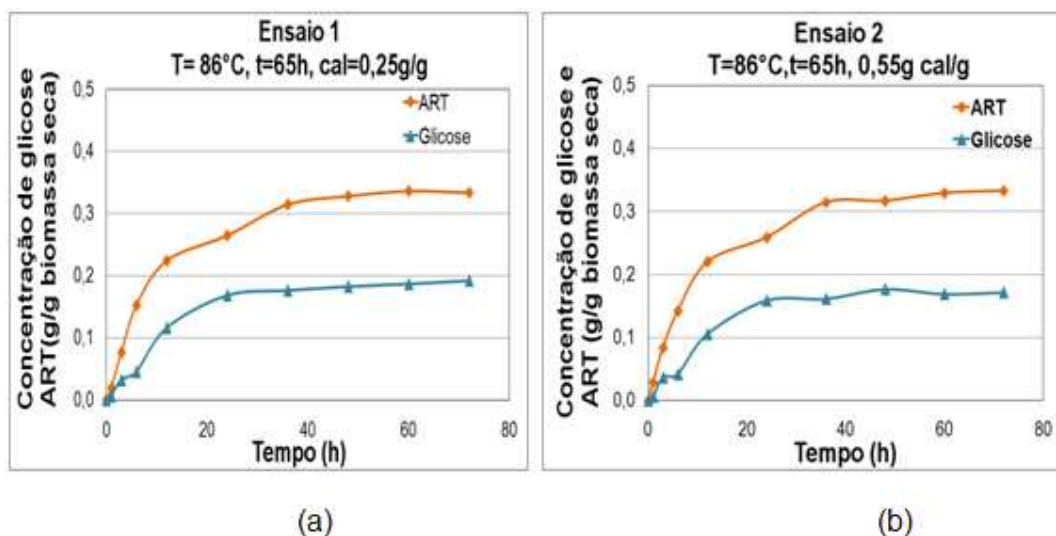 Ensaio 1
T= 86°C, t=65h, cal=0,25g/g
Concentração de glicose
ART(g/g biomassa seca)
0,5
0,4
0,3
0,2
0,1
0,0
ART
Glicose
0
20
40
60
80
Tempo (h)
(a)
Ensaio 2
T=86°C,t=65h, 0,55g cal/g
Concentração de glicose e
ART (g/g biomassa seca)
0,5
0,4
0,3
0,2
0,1
0,0
ART
Glicose
0
20
40
60
80
Tempo (h)
(b)